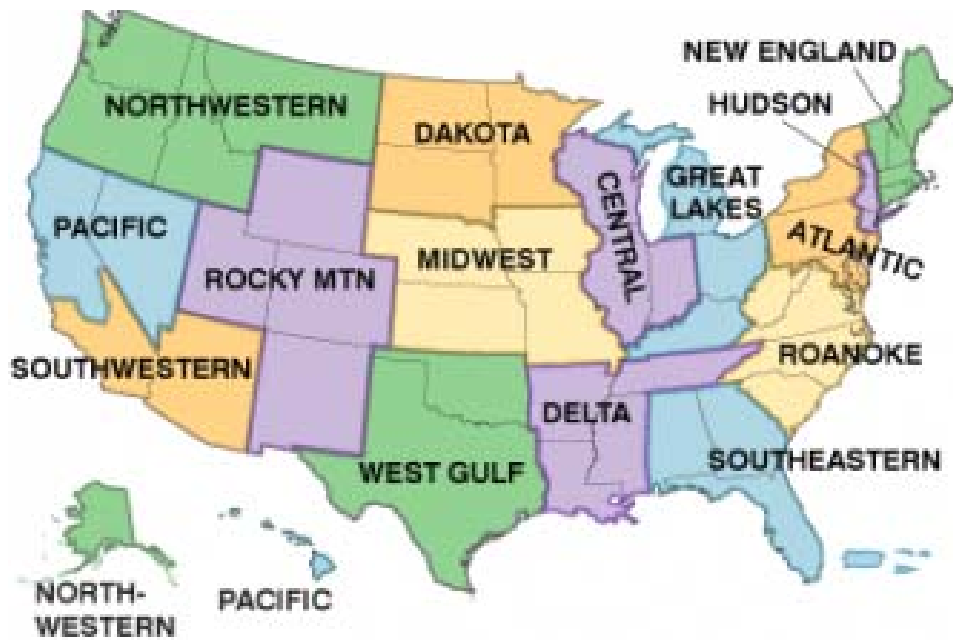 NEW ENGLAND
HUDSON
NORTHWESTERN
DAKOTA
GREAT
LAKES
CENTRAL
PACIFIC
ATLANTIC
MIDWEST
ROCKY MTN
ROANOKE
SOUTHWESTERN
DELTA
WEST GULF
SOUTHEASTERN
NORTH-
WESTERN
PACIFIC